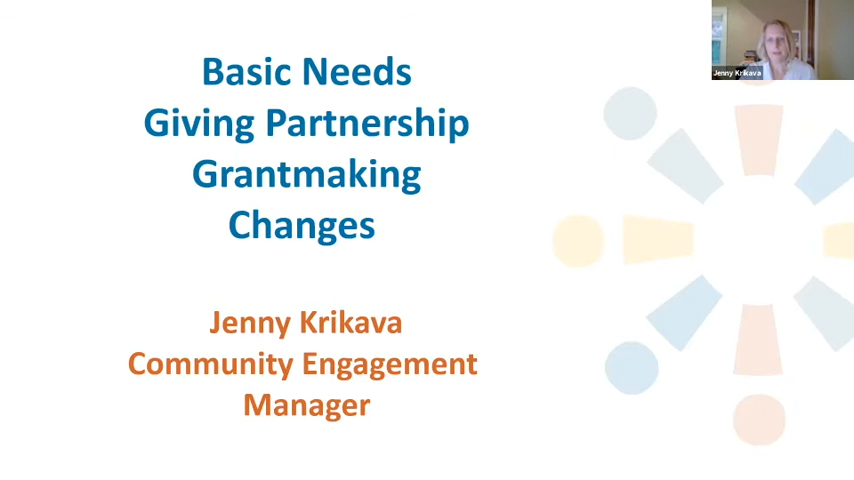 Basic Needs
Giving Partnership
Grantmaking
Changes
Jenny Krikava
Community Engagement
Manager
Jenny Krikava